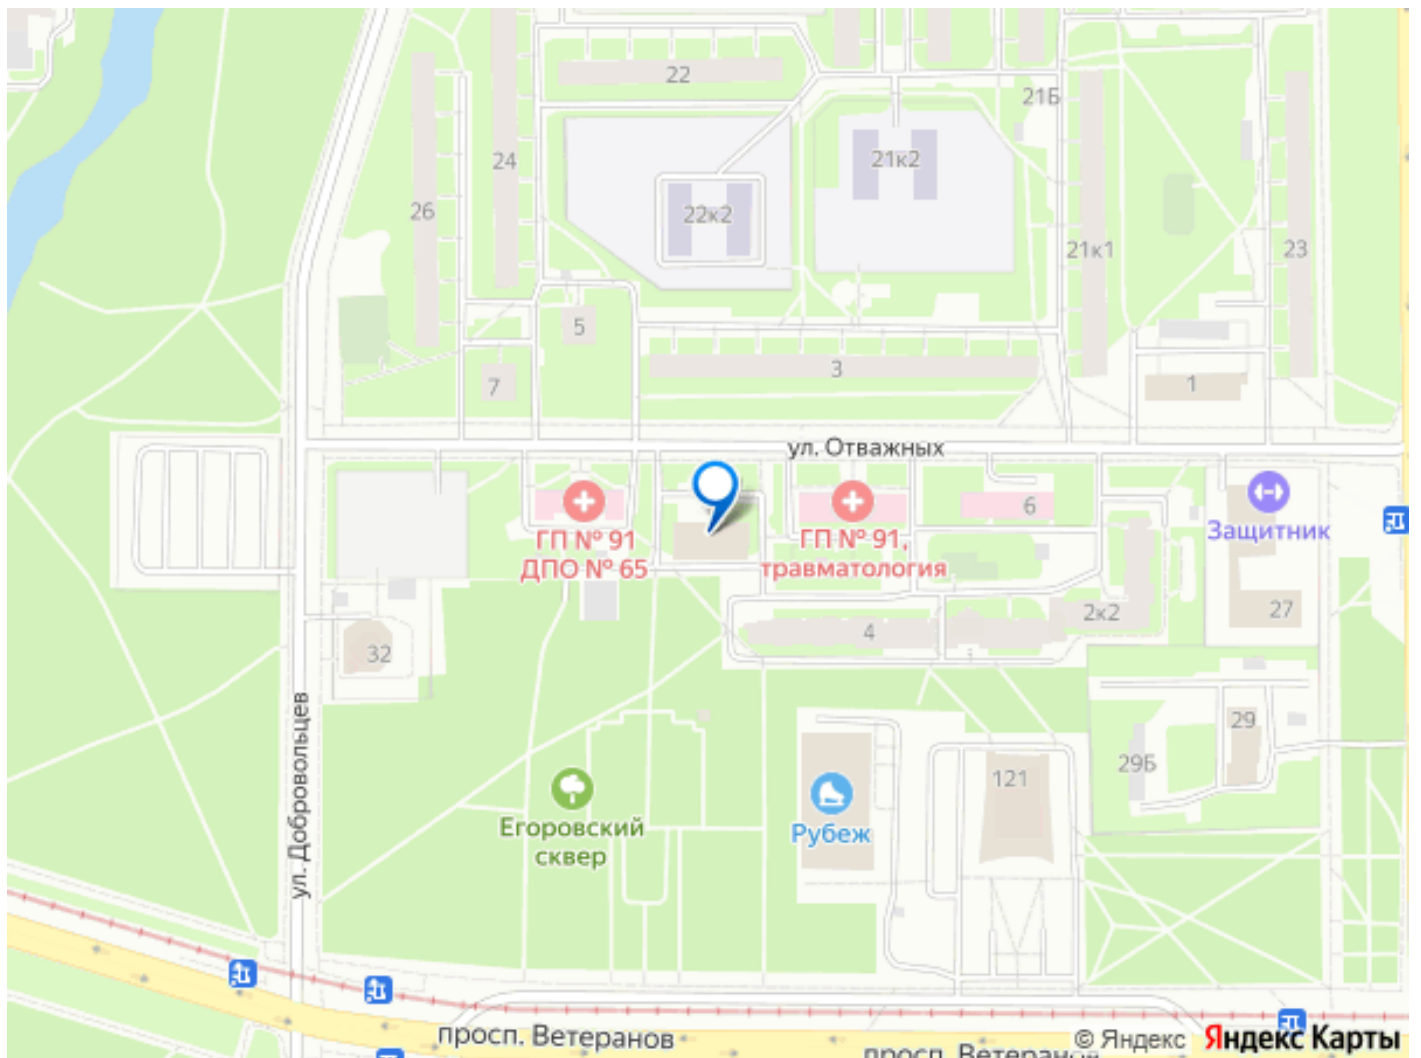 22
21Б
24
21к2
26
22к2
21к1
23
5
3
7
1
ул. Отважных
ГП № 91
ДПО № 65
ГП № 91,
травматология
6
Защитник
2к2
27
4
32
ул. Добровольцев
29
29Б
121
Егоровский
сквер
Рубеж
просп. Ветеранов
просп. Ветеранов
© Яндекс Яндекс Карты